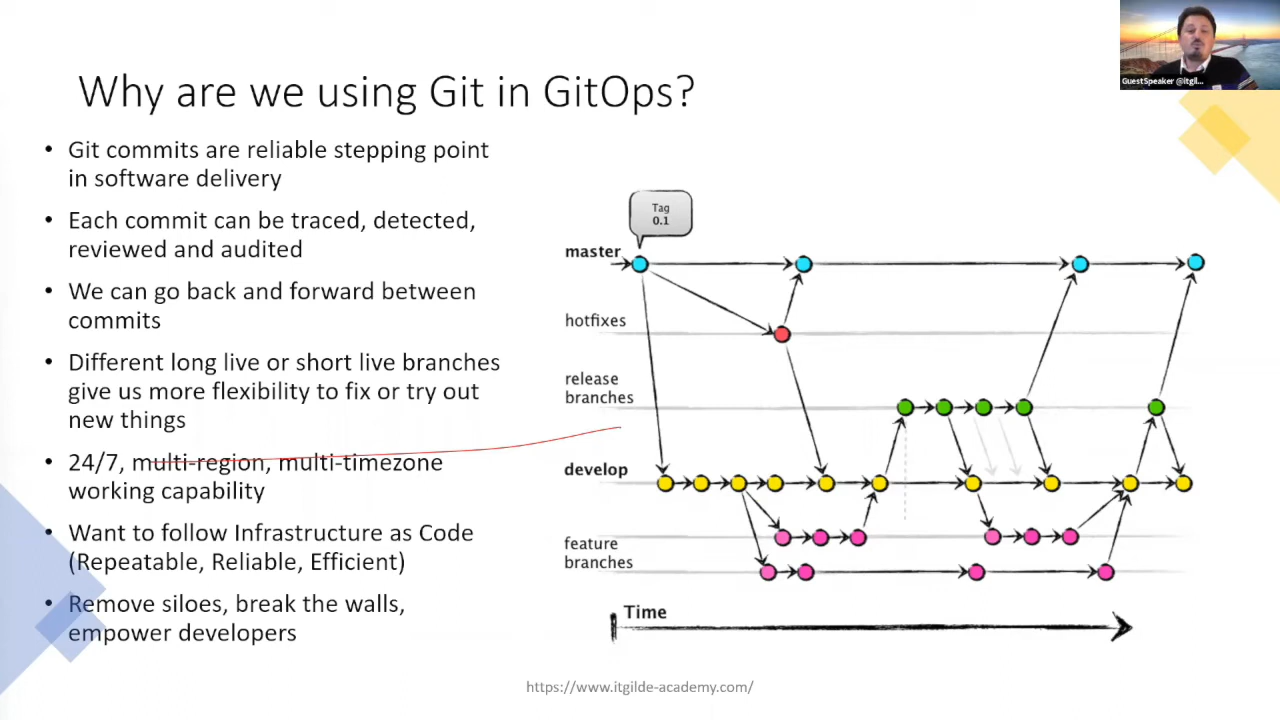 GuestSpeaker @itgil...
Why are we using Git in GitOps?
• Git commits are reliable stepping point
in software delivery
• Each commit can be traced, detected,
reviewed and audited
• We can go back and forward between
commits
• Different long live or short live branches
give us more flexibility to fix or try out
new things
• 24/7, multi-region, multi-timezone
working capability
• Want to follow Infrastructure as Code
(Repeatable, Reliable, Efficient)
• Remove siloes, break the walls,
empower developers
Tag
0.1
master
hotfixes
release
branches
develop
feature
branches
Time
https://www.itgilde-academy.com/